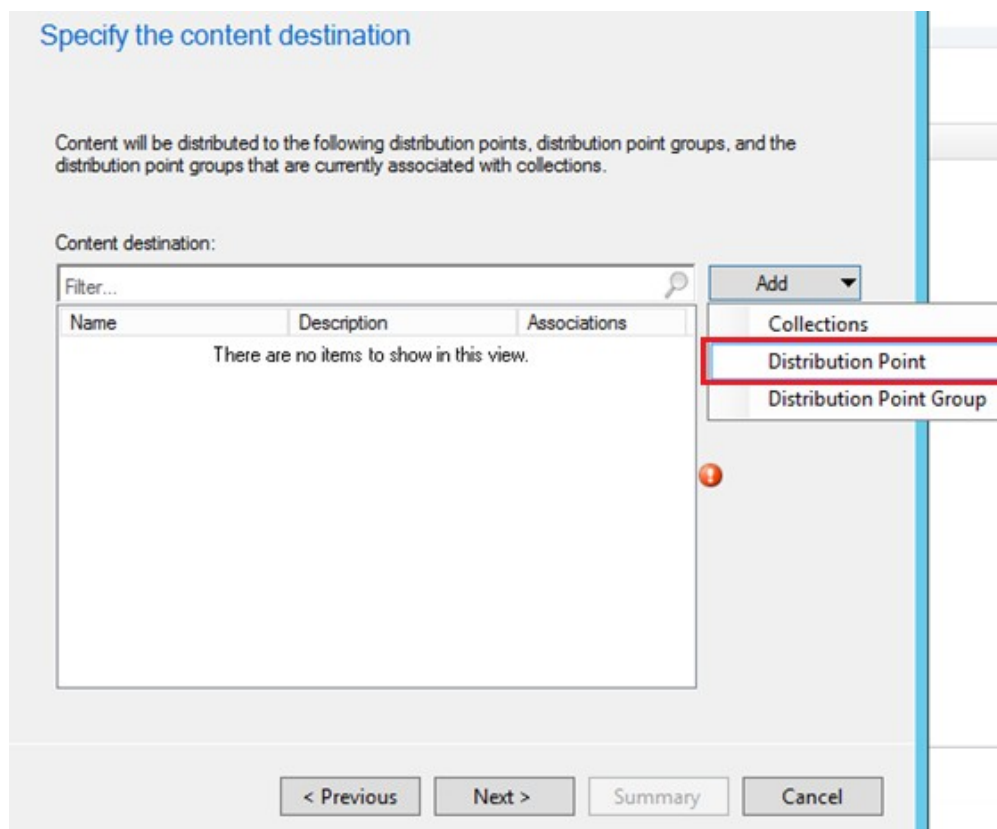 Specify the content destination
Content will be distributed to the following distribution points, distribution point groups, and the
distribution point groups that are currently associated with collections.
Content destination:
Filter...
Add
Name Description Associations
Collections
There are no items to show in this view.
Distribution Point
Distribution Point Group
< Previous Next > Summary Cancel